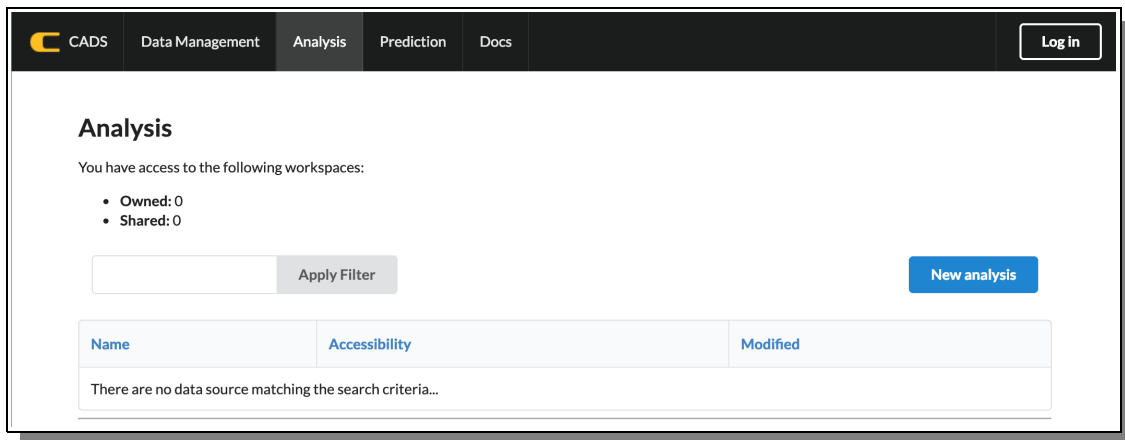 CADS Data Management Analysis Prediction Docs Log in
Analysis
You have access to the following workspaces:
• Owned: 0
• Shared: 0
Apply Filter New analysis
Name Accessibility Modified
There are no data source matching the search criteria...